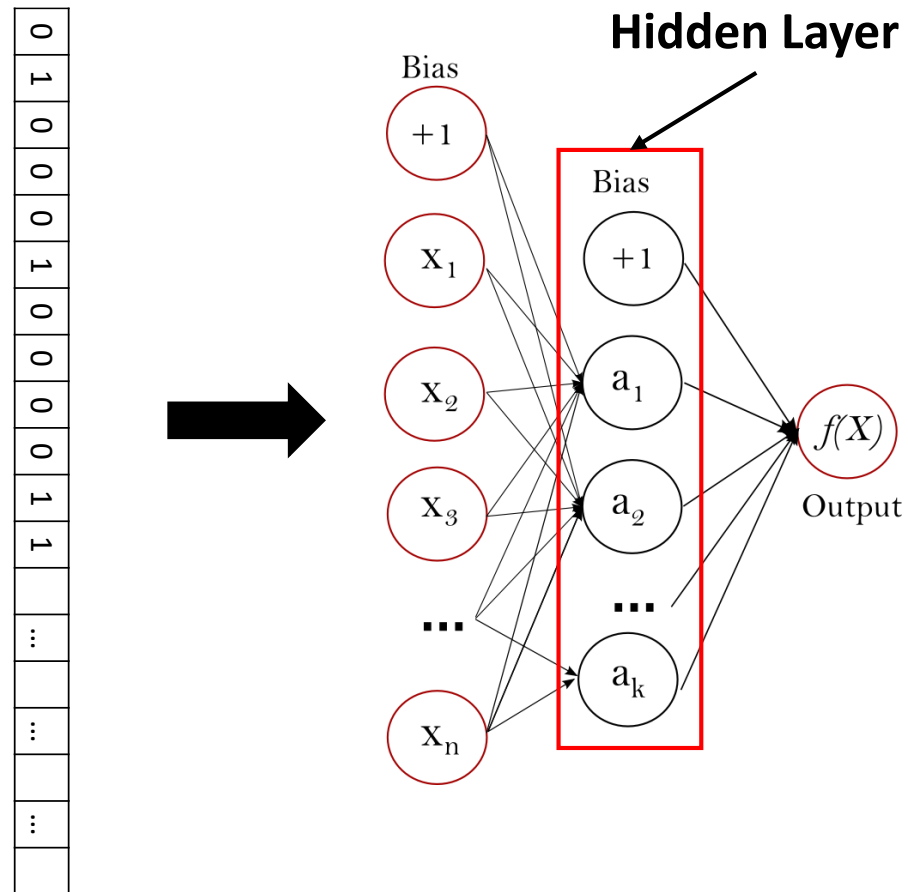 0
1
0
0
0
1
0
0
0
0
1
1
...
...
...
Hidden Layer
Bias
+1
x1
x2
x3
...
xn
Bias
+1
a1
a2
...
ak
f(X)
Output